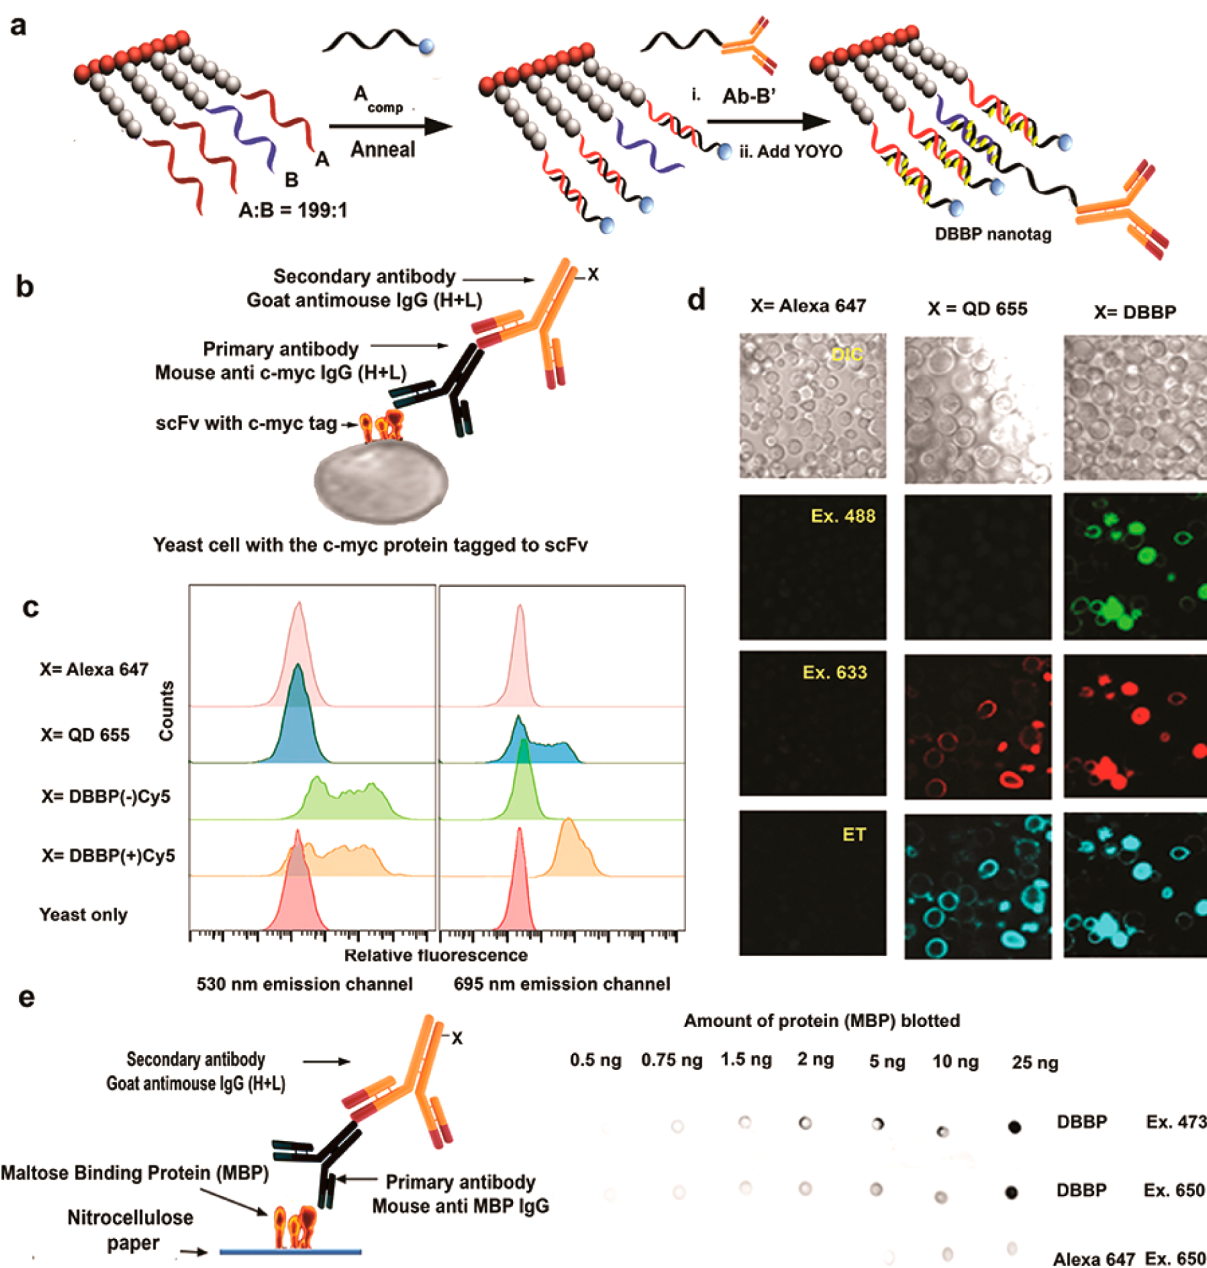 a
A
comp
Anneal
A
B
A:B = 199:1
i. Ab-B’
ii. Add YOYO
DBBP nanotag
b
Secondary antibody
Goat antimouse IgG (H+L)
X
Primary antibody
Mouse anti c-myc IgG (H+L)
scFv with c-myc tag
Yeast cell with the c-myc protein tagged to scFv
c
X= Alexa 647
X= QD 655
X= DBBP(-)Cy5
X= DBBP(+)Cy5
Yeast only
Counts
Relative fluorescence
530 nm emission channel
695 nm emission channel
d
X= Alexa 647
X = QD 655
X= DBBP
DIC
Ex. 488
Ex. 633
ET
e
Secondary antibody
Goat antimouse IgG (H+L)
X
Maltose Binding Protein (MBP)
Primary antibody
Mouse anti MBP IgG
Nitrocellulose
paper
Amount of protein (MBP) blotted
0.5 ng 0.75 ng 1.5 ng 2 ng 5 ng 10 ng 25 ng
DBBP Ex. 473
DBBP Ex. 650
Alexa 647 Ex. 650